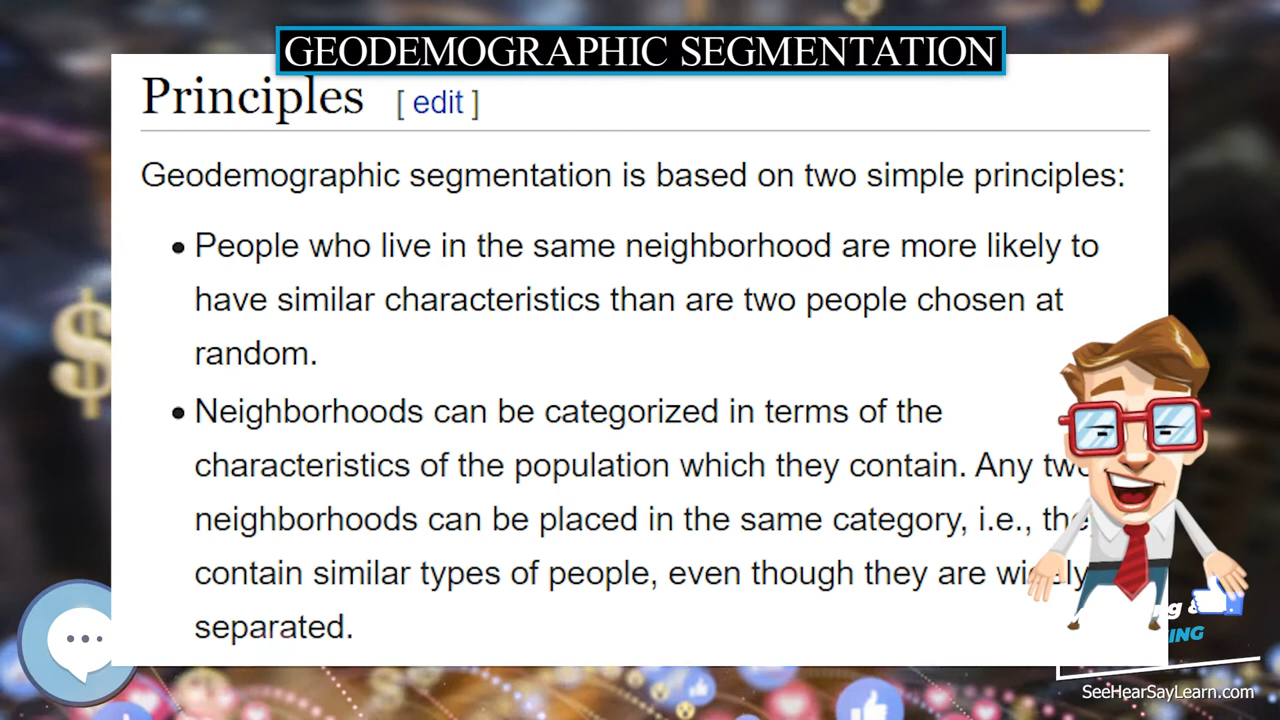 GEODEMOGRAPHIC SEGMENTATION
Principles [ edit ]
Geodemographic segmentation is based on two simple principles:
• People who live in the same neighborhood are more likely to
have similar characteristics than are two people chosen at
random.
• Neighborhoods can be categorized in terms of the
characteristics of the population which they contain. Any two
neighborhoods can be placed in the same category, i.e., they
contain similar types of people, even though they are widely
separated.
SeeHearSayLearn.com